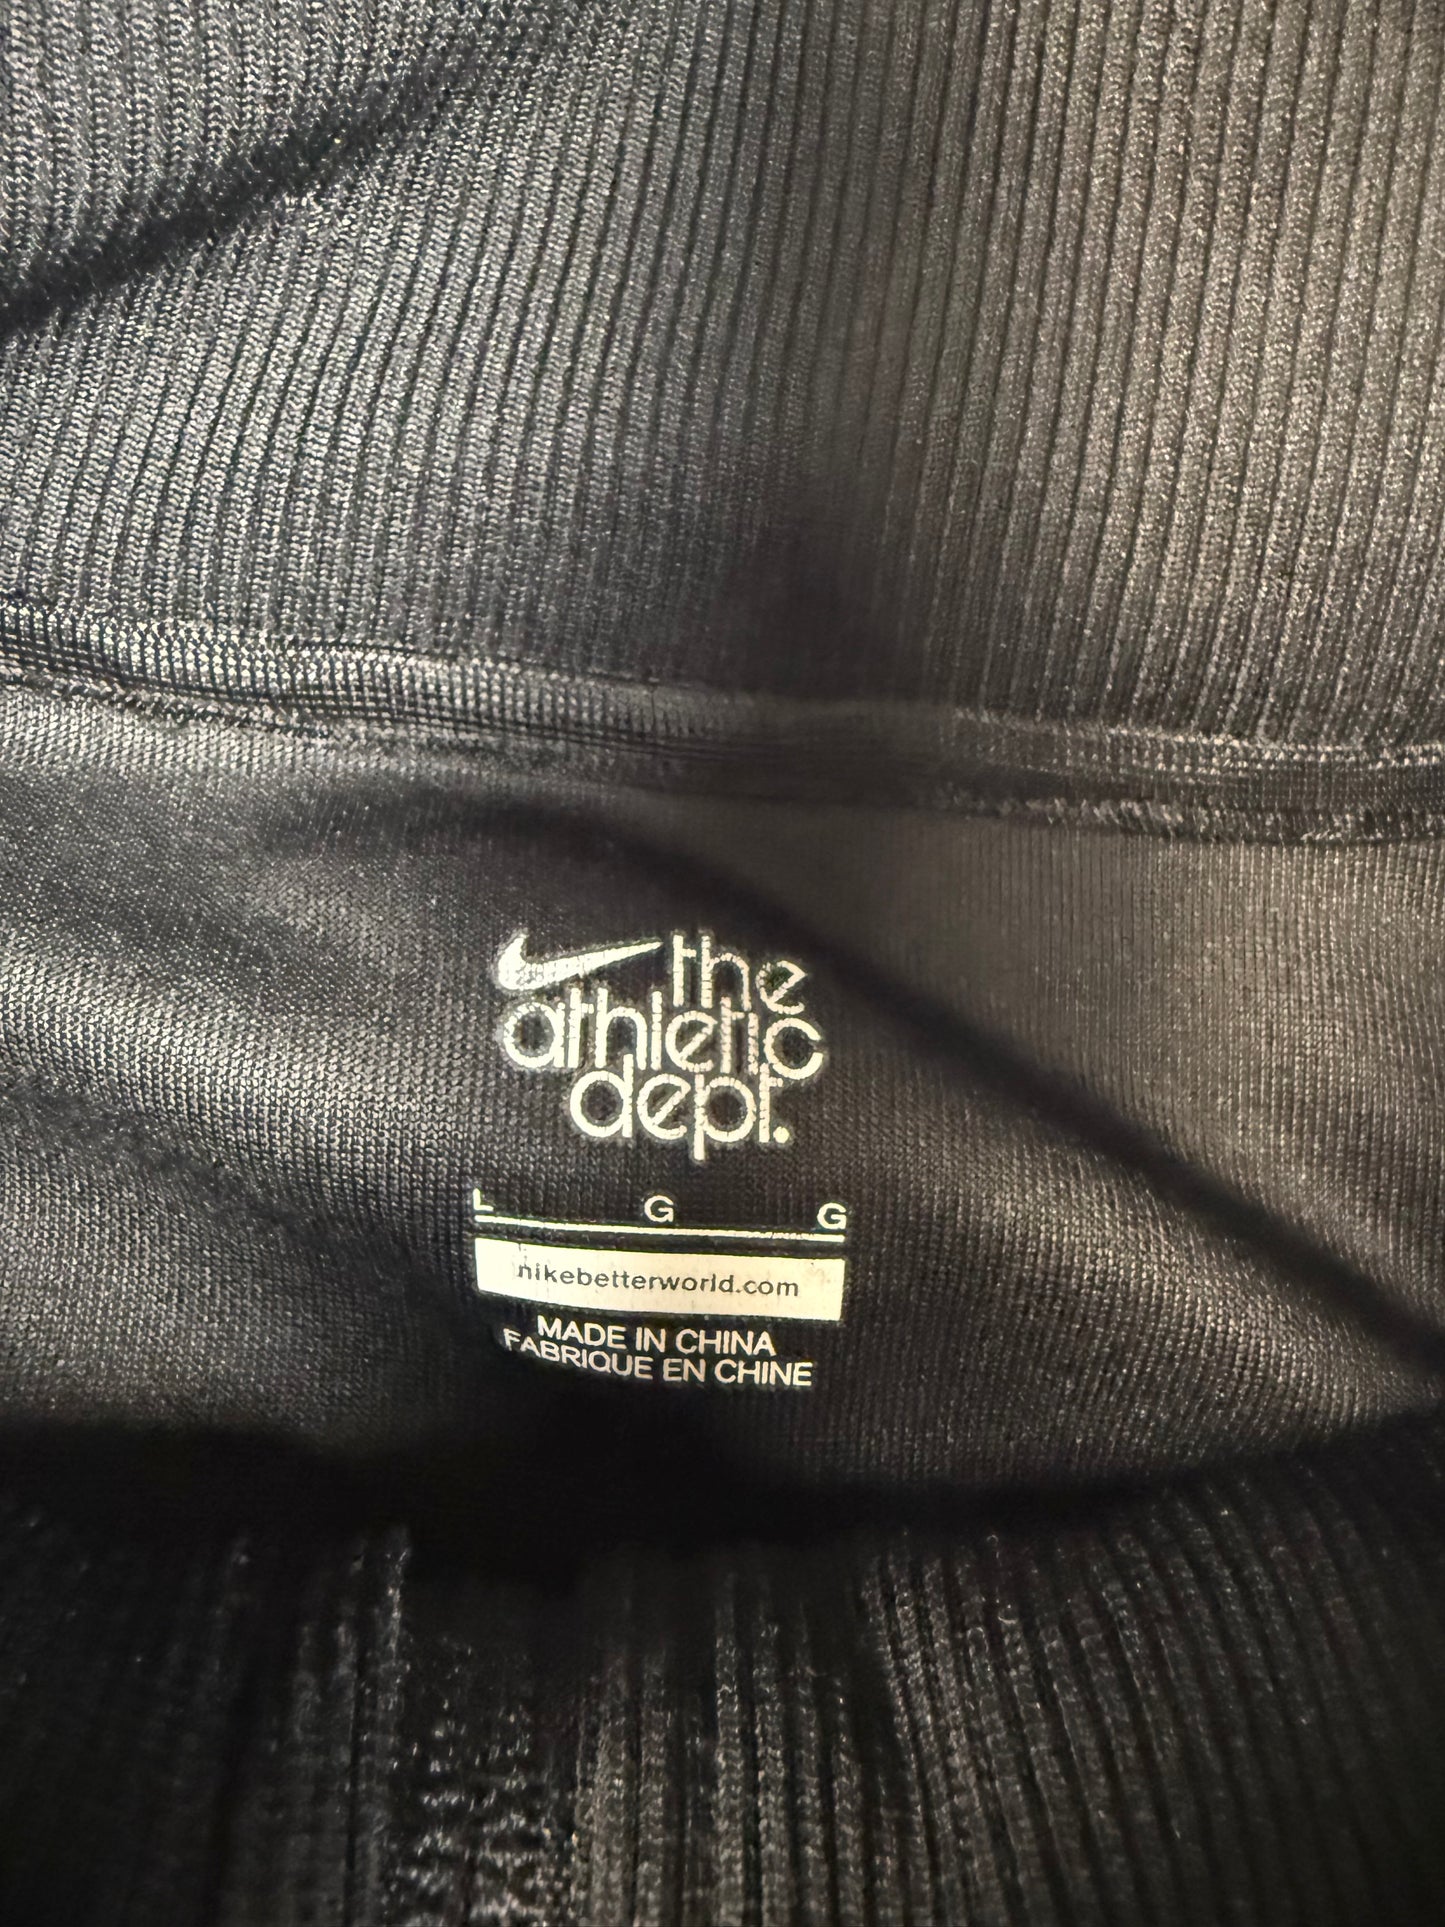 the
athletic
dept.
L G G
nikebetterworld.com
MADE IN CHINA
FABRIQUE EN CHINE